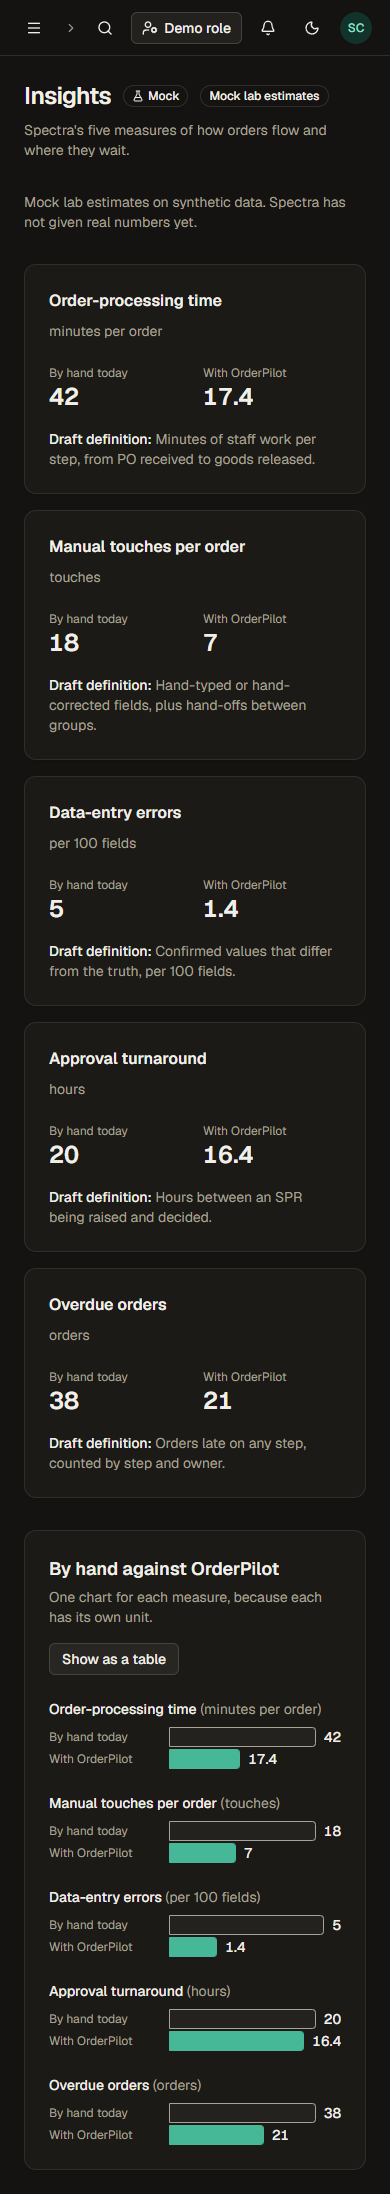 Demo role
SC
Insights
Mock
Mock lab estimates
Spectra's five measures of how orders flow and
where they wait.
Mock lab estimates on synthetic data. Spectra has
not given real numbers yet.
Order-processing time
minutes per order
By hand today
With OrderPilot
42
17.4
Draft definition: Minutes of staff work per
step, from PO received to goods released.
Manual touches per order
touches
By hand today
With OrderPilot
18
7
Draft definition: Hand-typed or hand-
corrected fields, plus hand-offs between
groups.
Data-entry errors
per 100 fields
By hand today
With OrderPilot
5
1.4
Draft definition: Confirmed values that differ
from the truth, per 100 fields.
Approval turnaround
hours
By hand today
With OrderPilot
20
16.4
Draft definition: Hours between an SPR
being raised and decided.
Overdue orders
orders
By hand today
With OrderPilot
38
21
Draft definition: Orders late on any step,
counted by step and owner.
By hand against OrderPilot
One chart for each measure, because each
has its own unit.
Show as a table
Order-processing time (minutes per order)
By hand today 42
With OrderPilot 17.4
Manual touches per order (touches)
By hand today 18
With OrderPilot 7
Data-entry errors (per 100 fields)
By hand today 5
With OrderPilot 1.4
Approval turnaround (hours)
By hand today 20
With OrderPilot 16.4
Overdue orders (orders)
By hand today 38
With OrderPilot 21